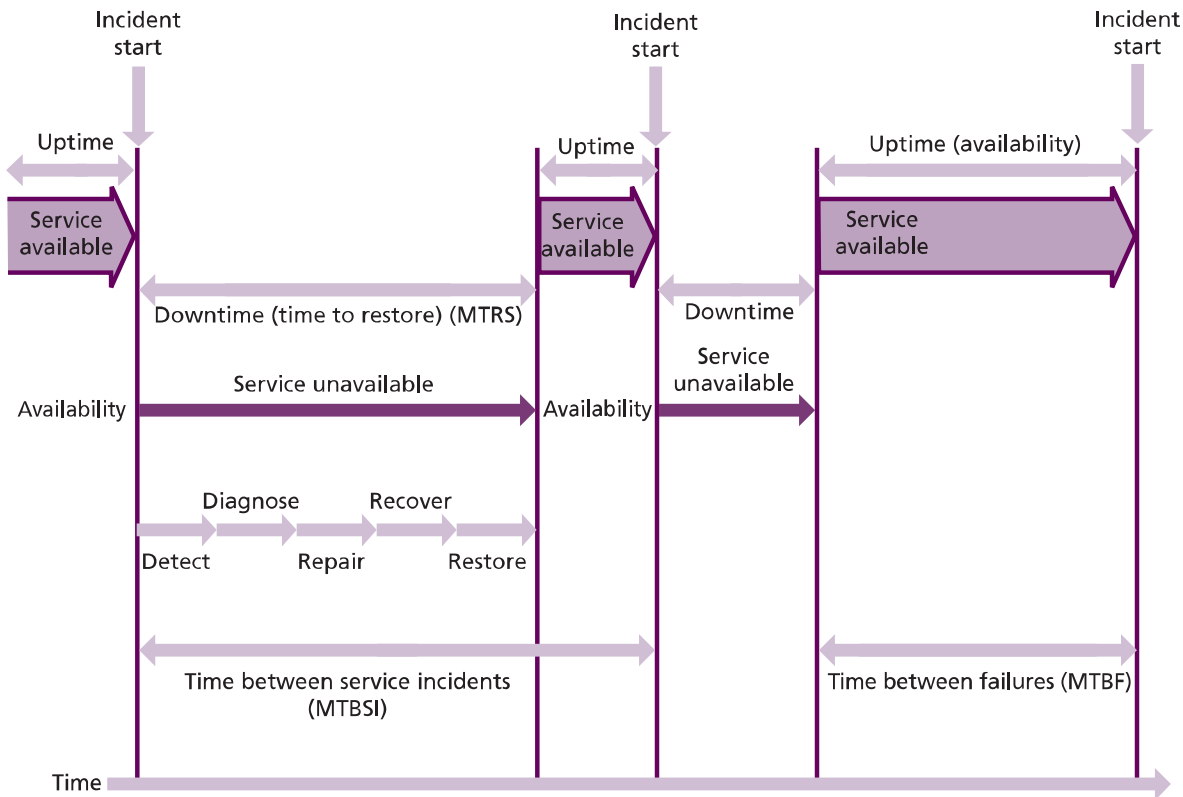 Incident
start
Incident
start
Incident
start
Uptime
Uptime
Uptime (availability)
Service
available
Service
available
Service
available
Downtime (time to restore) (MTRS)
Downtime
Service unavailable
Service
unavailable
Availability
Availability
Diagnose
Recover
Detect
Repair
Restore
Time between service incidents
(MTBSI)
Time between failures (MTBF)
Time